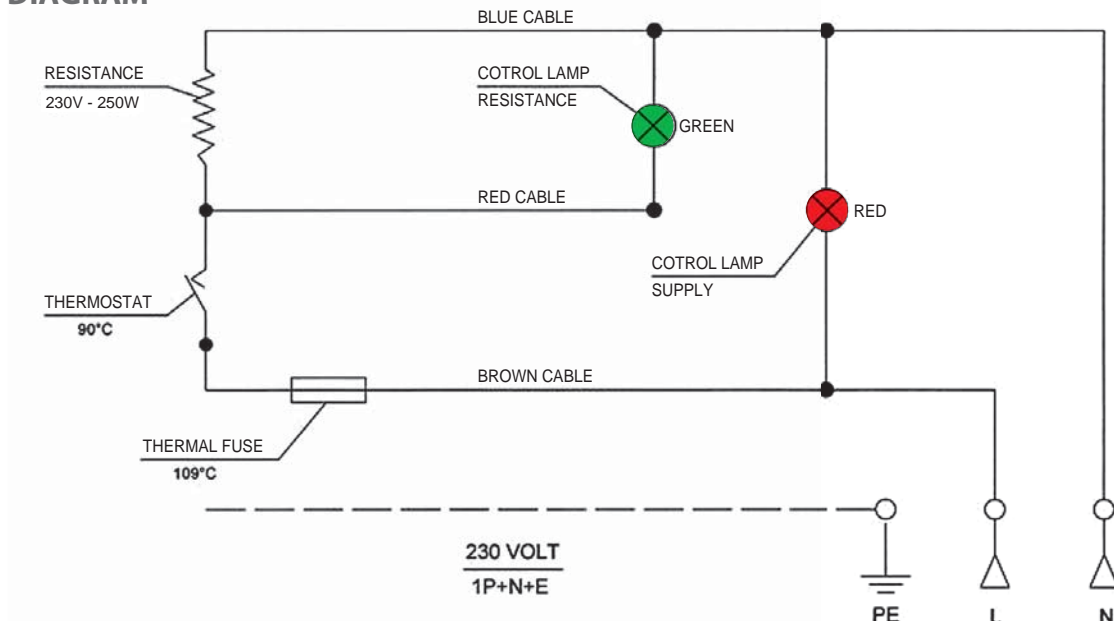 DIAGRAM
BLUE CABLE
RESISTANCE
230V - 250W
COTROL LAMP
RESISTANCE
GREEN
RED CABLE
RED
COTROL LAMP
SUPPLY
THERMOSTAT
90°C
BROWN CABLE
THERMAL FUSE
109°C
230 VOLT
1P+N+E
PE
L
N